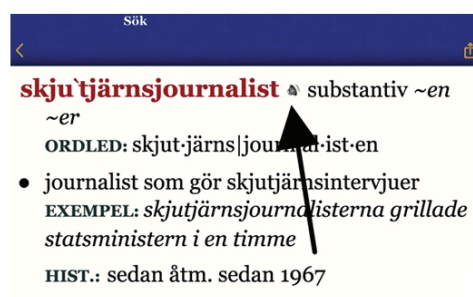 Sök
skju`tjärnsjournalist substantiv ~en
~er
ORDLED: skjut·järns|journal·ist·en
● journalist som gör skjutjärnsintervjuer
EXEMPEL: skjutjärnsjournalisterna grillade
statsministern i en timme
HIST.: sedan åtm. sedan 1967